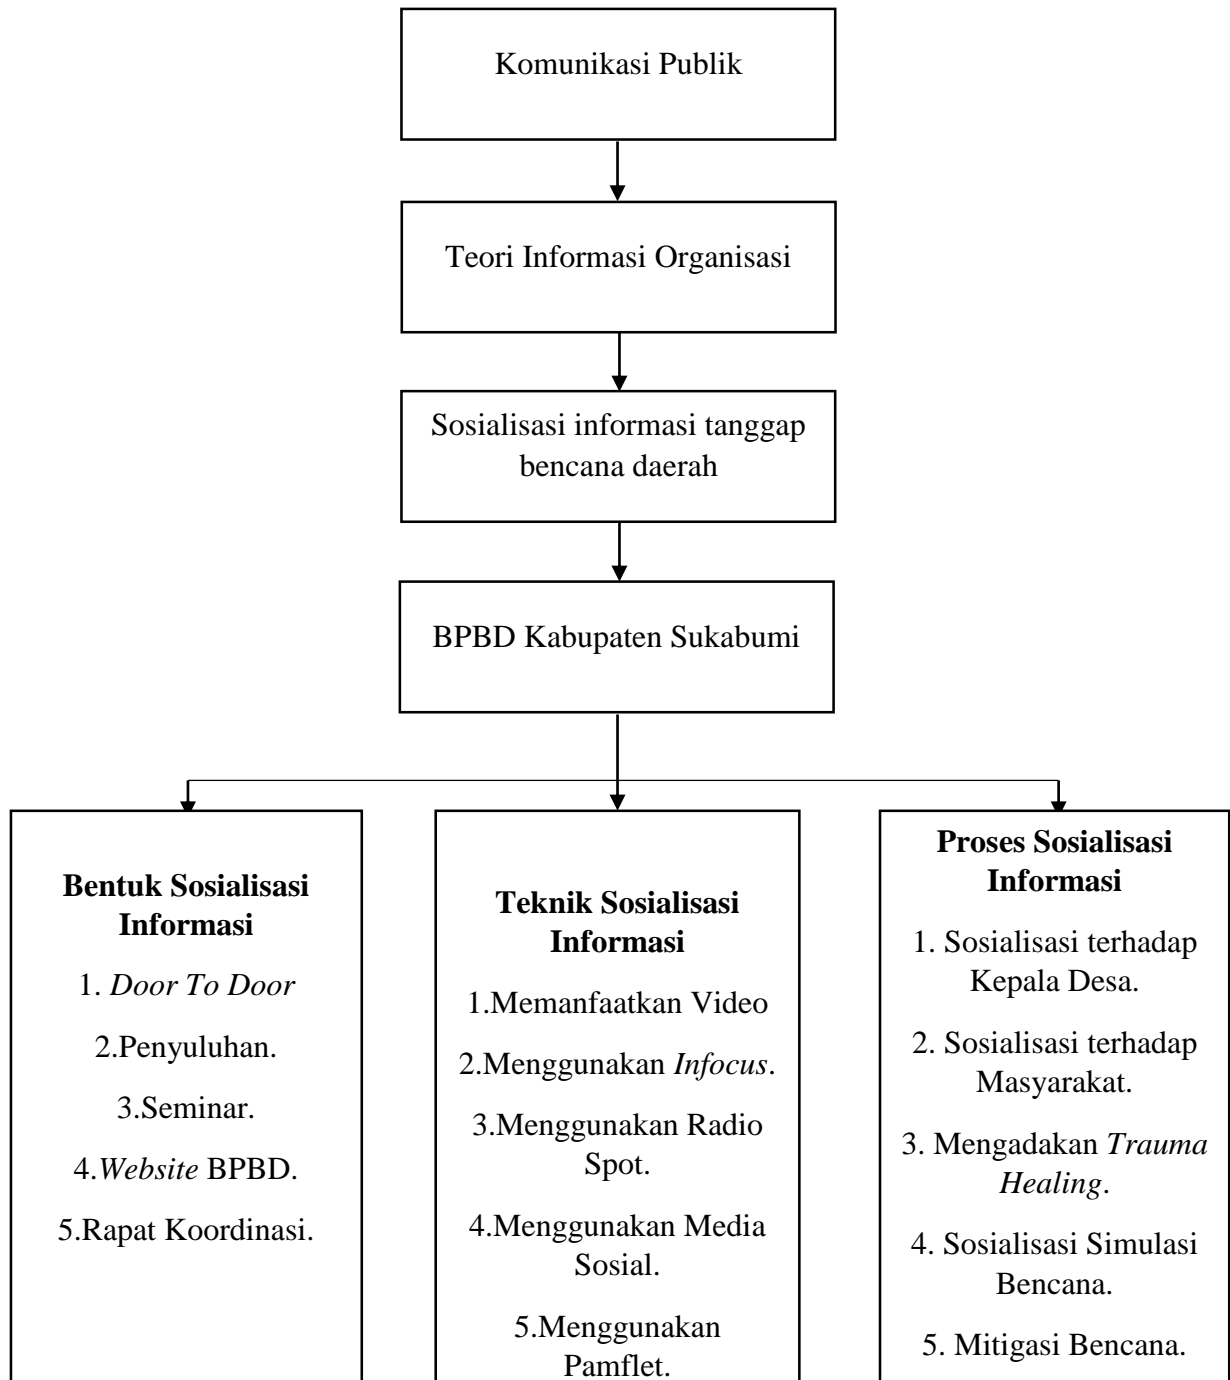 Komunikasi Publik
Teori Informasi Organisasi
Sosialisasi informasi tanggap
bencana daerah
BPBD Kabupaten Sukabumi
Bentuk Sosialisasi
Informasi
1. Door To Door
2.Penyuluhan.
3.Seminar.
4.Website BPBD.
5.Rapat Koordinasi.
Teknik Sosialisasi
Informasi
1.Memanfaatkan Video
2.Menggunakan Infocus.
3.Menggunakan Radio
Spot.
4.Menggunakan Media
Sosial.
5.Menggunakan
Pamflet.
Proses Sosialisasi
Informasi
1. Sosialisasi terhadap
Kepala Desa.
2. Sosialisasi terhadap
Masyarakat.
3. Mengadakan Trauma
Healing.
4. Sosialisasi Simulasi
Bencana.
5. Mitigasi Bencana.